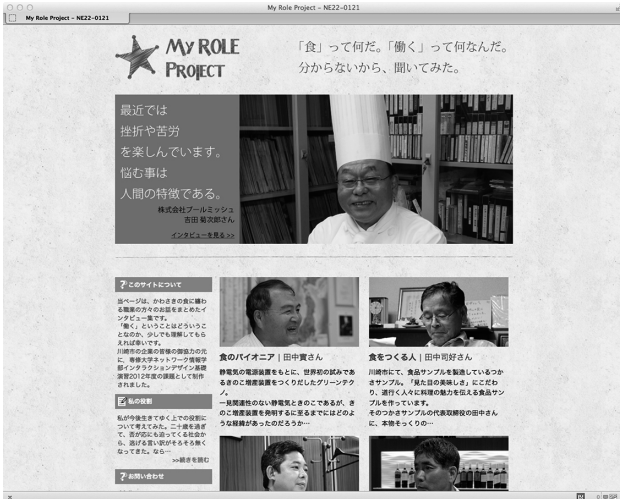 My Role Project – NE22-0121
My Role Project – NE22-0121
My ROLE
PROJECT
「食」って何だ。「働く」って何なんだ。
分からないから、聞いてみた。
最近では
挫折や苦労
を楽しんでいます。
悩む事は
人間の特徴である。
株式会社ブールミッシュ
吉田 菊次郎さん
インタビューを見る >>
?このサイトについて
当ページは、かわさきの食に纏わ
る職業の方々のお話をまとめたイ
ンタビュー集です。
「働く」ということはどういうこ
となのか、少しでも理解してもら
えれば幸いです。
川崎市の企業の皆様の御協力の元
に、専修大学ネットワーク情報学
部インタラクションデザイン基礎
演習2012年度の課題として制作
されました。
私の役割
私が今後生きてゆく上での役割に
ついて考えてみた。二十歳を過ぎ
て、否が応にも迫ってくる社会か
ら、逃げる言い訳がそろそろ無く
なってきた。なら…
>>続きを読む
?お問い合わせ
食のパイオニア｜田中實さん
静電気の電源装置をもとに、世界初の試みであ
るきのこ増産装置をつくりだしたグリーンテク
ノ。
一見関連性のない静電気ときのこであるが、き
のこ増産装置を発明するに至るまでにはどのよ
うな経緯があったのだろうか…
食をつくる人｜田中司好さん
川崎市にて、食品サンプルを製造しているつか
さサンプル。「見た目の美味しさ」にこだわ
り、道行く人々に料理の魅力を伝える食品サン
プルを作っています。
そのつかさサンプルの代表取締役の田中さん
に、本物そっくりの…